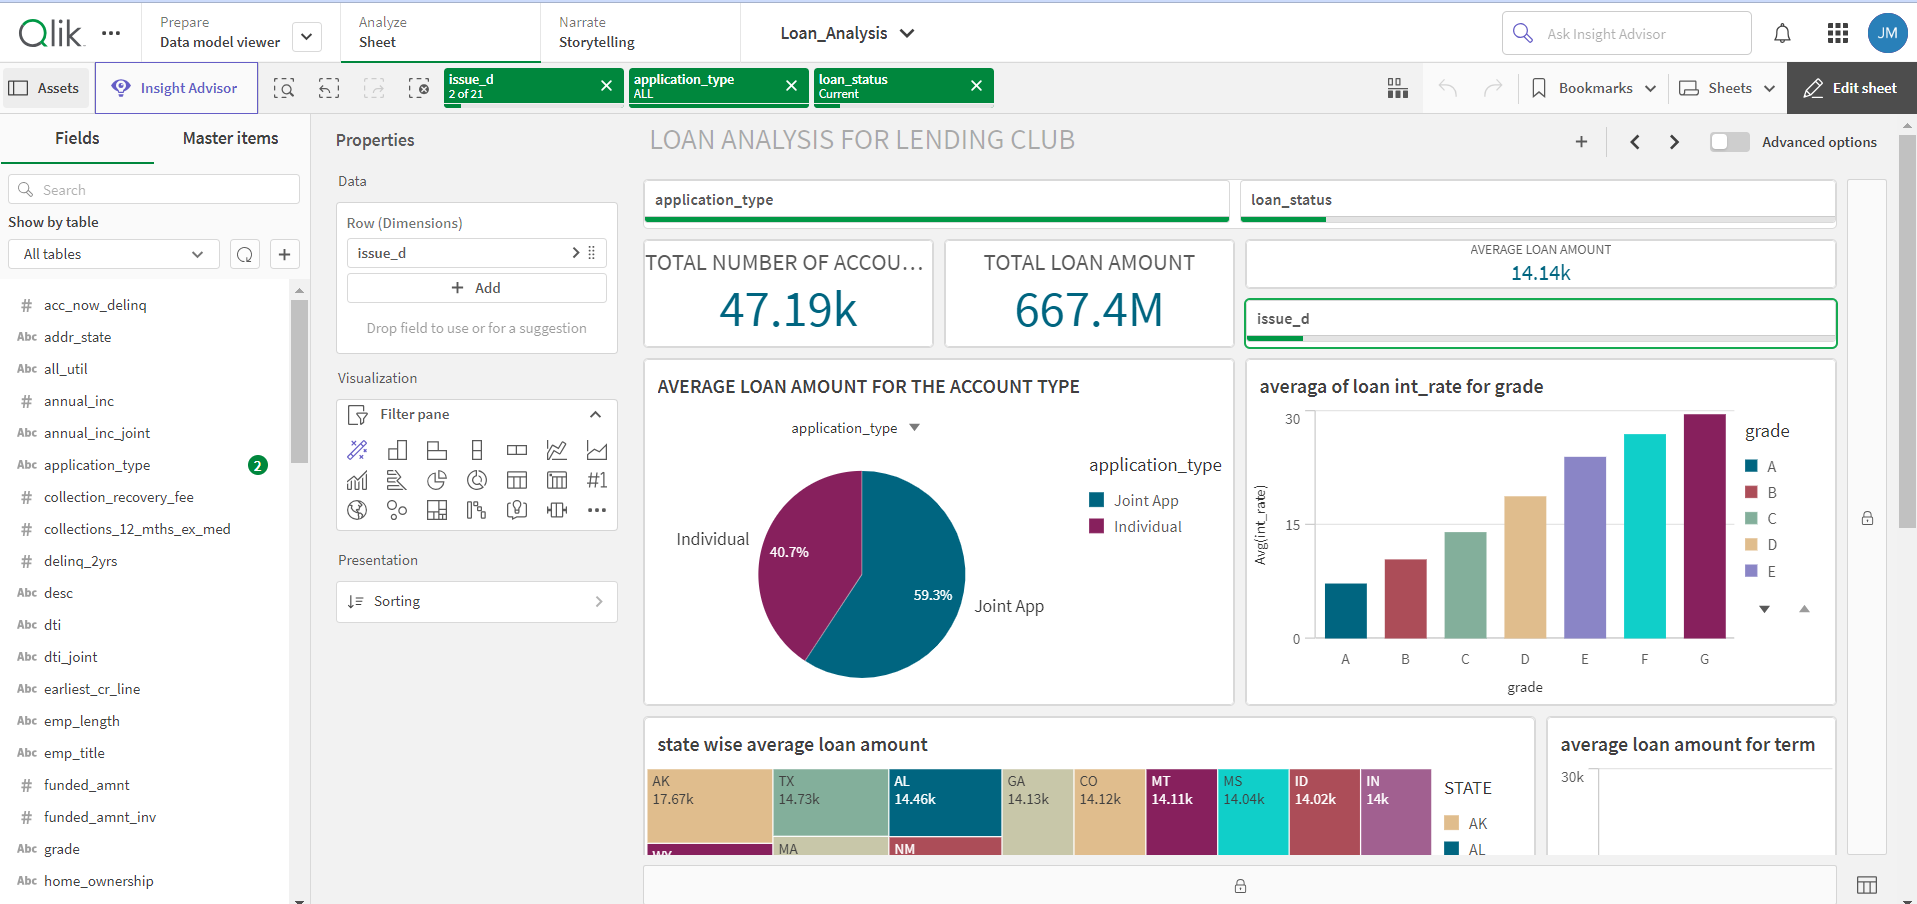 Qlik
Prepare
Data model viewer
Analyze
Sheet
Narrate
Storytelling
Loan_Analysis
Ask Insight Advisor
JM
Assets
Insight Advisor
issue_d
2 of 21
application_type
ALL
loan_status
Current
Bookmarks
Sheets
Edit sheet
Fields
Master items
Search
Show by table
All tables
# acc_now_delinq
Abc addr_state
Abc all_util
# annual_inc
# annual_inc_joint
Abc application_type 2
# collection_recovery_fee
# collections_12_mths_ex_med
# delinq_2yrs
Abc desc
Abc dti
Abc dti_joint
Abc earliest_cr_line
Abc emp_length
Abc emp_title
# funded_amnt
# funded_amnt_inv
Abc grade
Abc home_ownership
Properties
Data
Row (Dimensions)
issue_d
+ Add
Drop field to use or for a suggestion
Visualization
Filter pane
#1
Presentation
Sorting
LOAN ANALYSIS FOR LENDING CLUB
Advanced options
application_type
loan_status
TOTAL NUMBER OF ACCOU...
47.19k
TOTAL LOAN AMOUNT
667.4M
AVERAGE LOAN AMOUNT
14.14k
issue_d
AVERAGE LOAN AMOUNT FOR THE ACCOUNT TYPE
application_type
application_type
Joint App
Individual
Individual
40.7%
59.3%
Joint App
averaga of loan int_rate for grade
30
15
0
Avg(int_rate)
A B C D E F G
grade
grade
A
B
C
D
E
state wise average loan amount
AK
17.67k
TX
14.73k
AL
14.46k
GA
14.13k
CO
14.12k
MT
14.11k
MS
14.04k
ID
14.02k
IN
14k
WY
MA
NM
STATE
AK
AL
average loan amount for term
30k